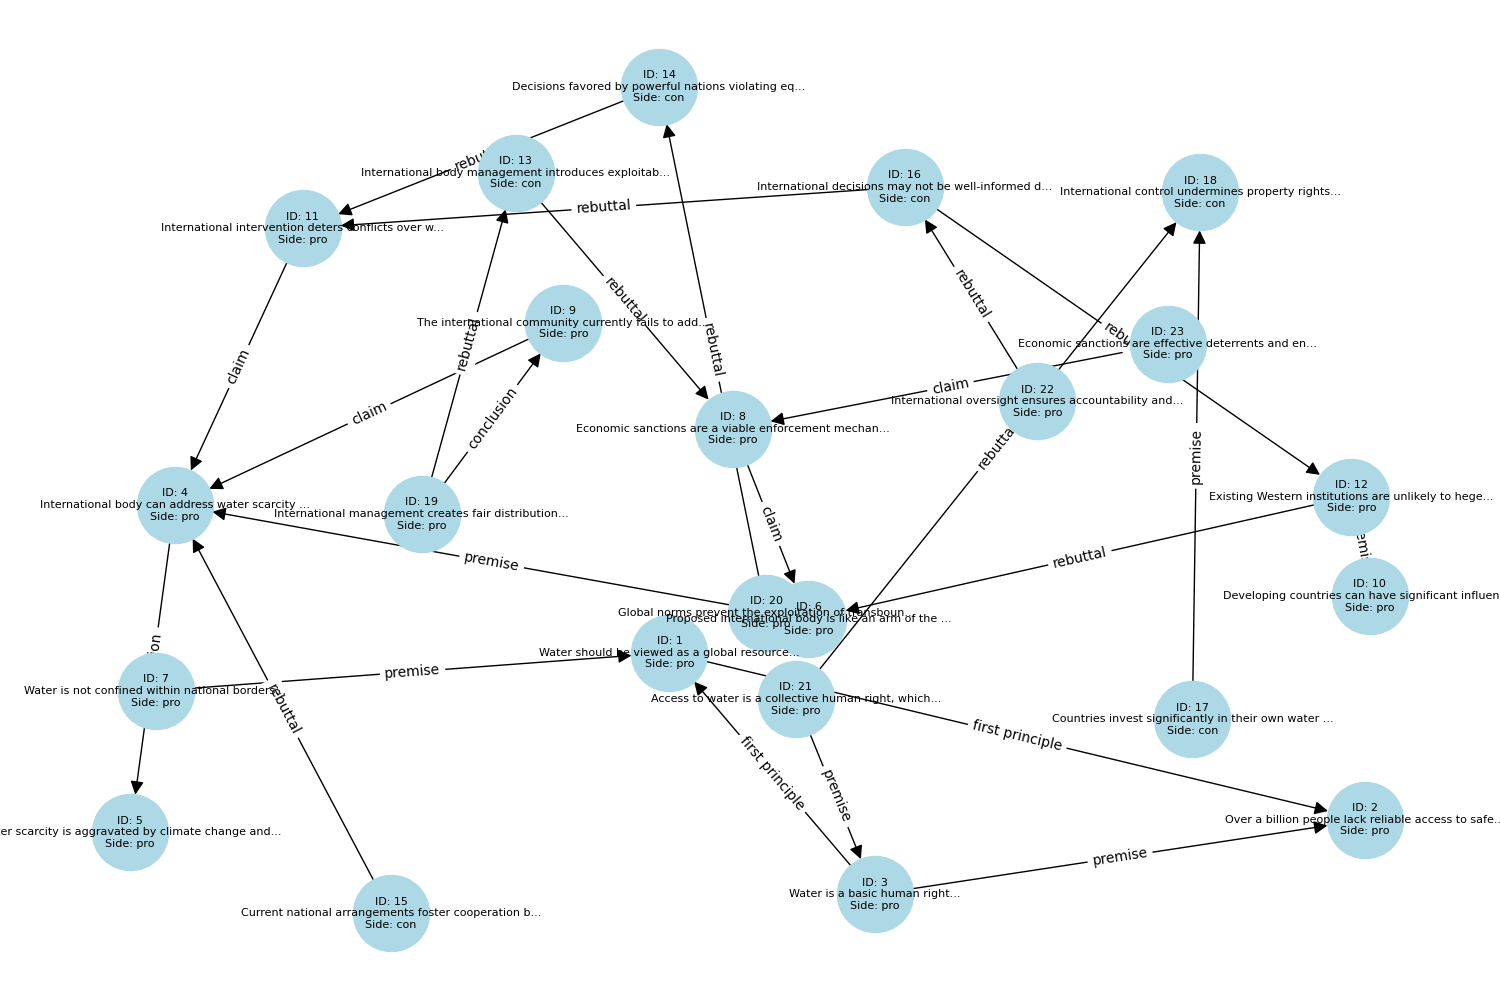 ID: 14
Decisions favored by powerful nations violating eq...
Side: con
rebut
ID: 13
International body management introduces exploitab...
Side: con
ID: 16
International decisions may not be well-informed d...
Side: con
ID: 18
International control undermines property rights...
Side: con
rebuttal
ID: 11
International intervention deters conflicts over w...
Side: pro
rebuttal
rebuttal
ID: 9
The international community currently fails to add...
Side: pro
rebuttal
rebuttal
rebu
ID: 23
Economic sanctions are effective deterrents and en...
Side: pro
claim
claim
conclusion
claim
ID: 22
International oversight ensures accountability and...
Side: pro
ID: 8
Economic sanctions are a viable enforcement mechan...
Side: pro
rebutta
premise
ID: 4
International body can address water scarcity ...
Side: pro
ID: 19
International management creates fair distribution...
Side: pro
ID: 12
Existing Western institutions are unlikely to hege...
Side: pro
claim
premise
rebuttal
emi
ID: 10
Developing countries can have significant influen
Side: pro
ID: 20
Global norms prevent the exploitation of transboun...
Side: pro
ID: 6
Proposed international body is like an arm of the ...
Side: pro
ion
ID: 1
Water should be viewed as a global resource...
Side: pro
premise
ID: 7
Water is not confined within national borders...
Side: pro
rebuttal
ID: 21
Access to water is a collective human right, which...
Side: pro
ID: 17
Countries invest significantly in their own water ...
Side: con
first principle
first principle
premise
ID: 5
er scarcity is aggravated by climate change and...
Side: pro
ID: 2
Over a billion people lack reliable access to safe..
Side: pro
premise
ID: 3
Water is a basic human right...
Side: pro
ID: 15
Current national arrangements foster cooperation b...
Side: con